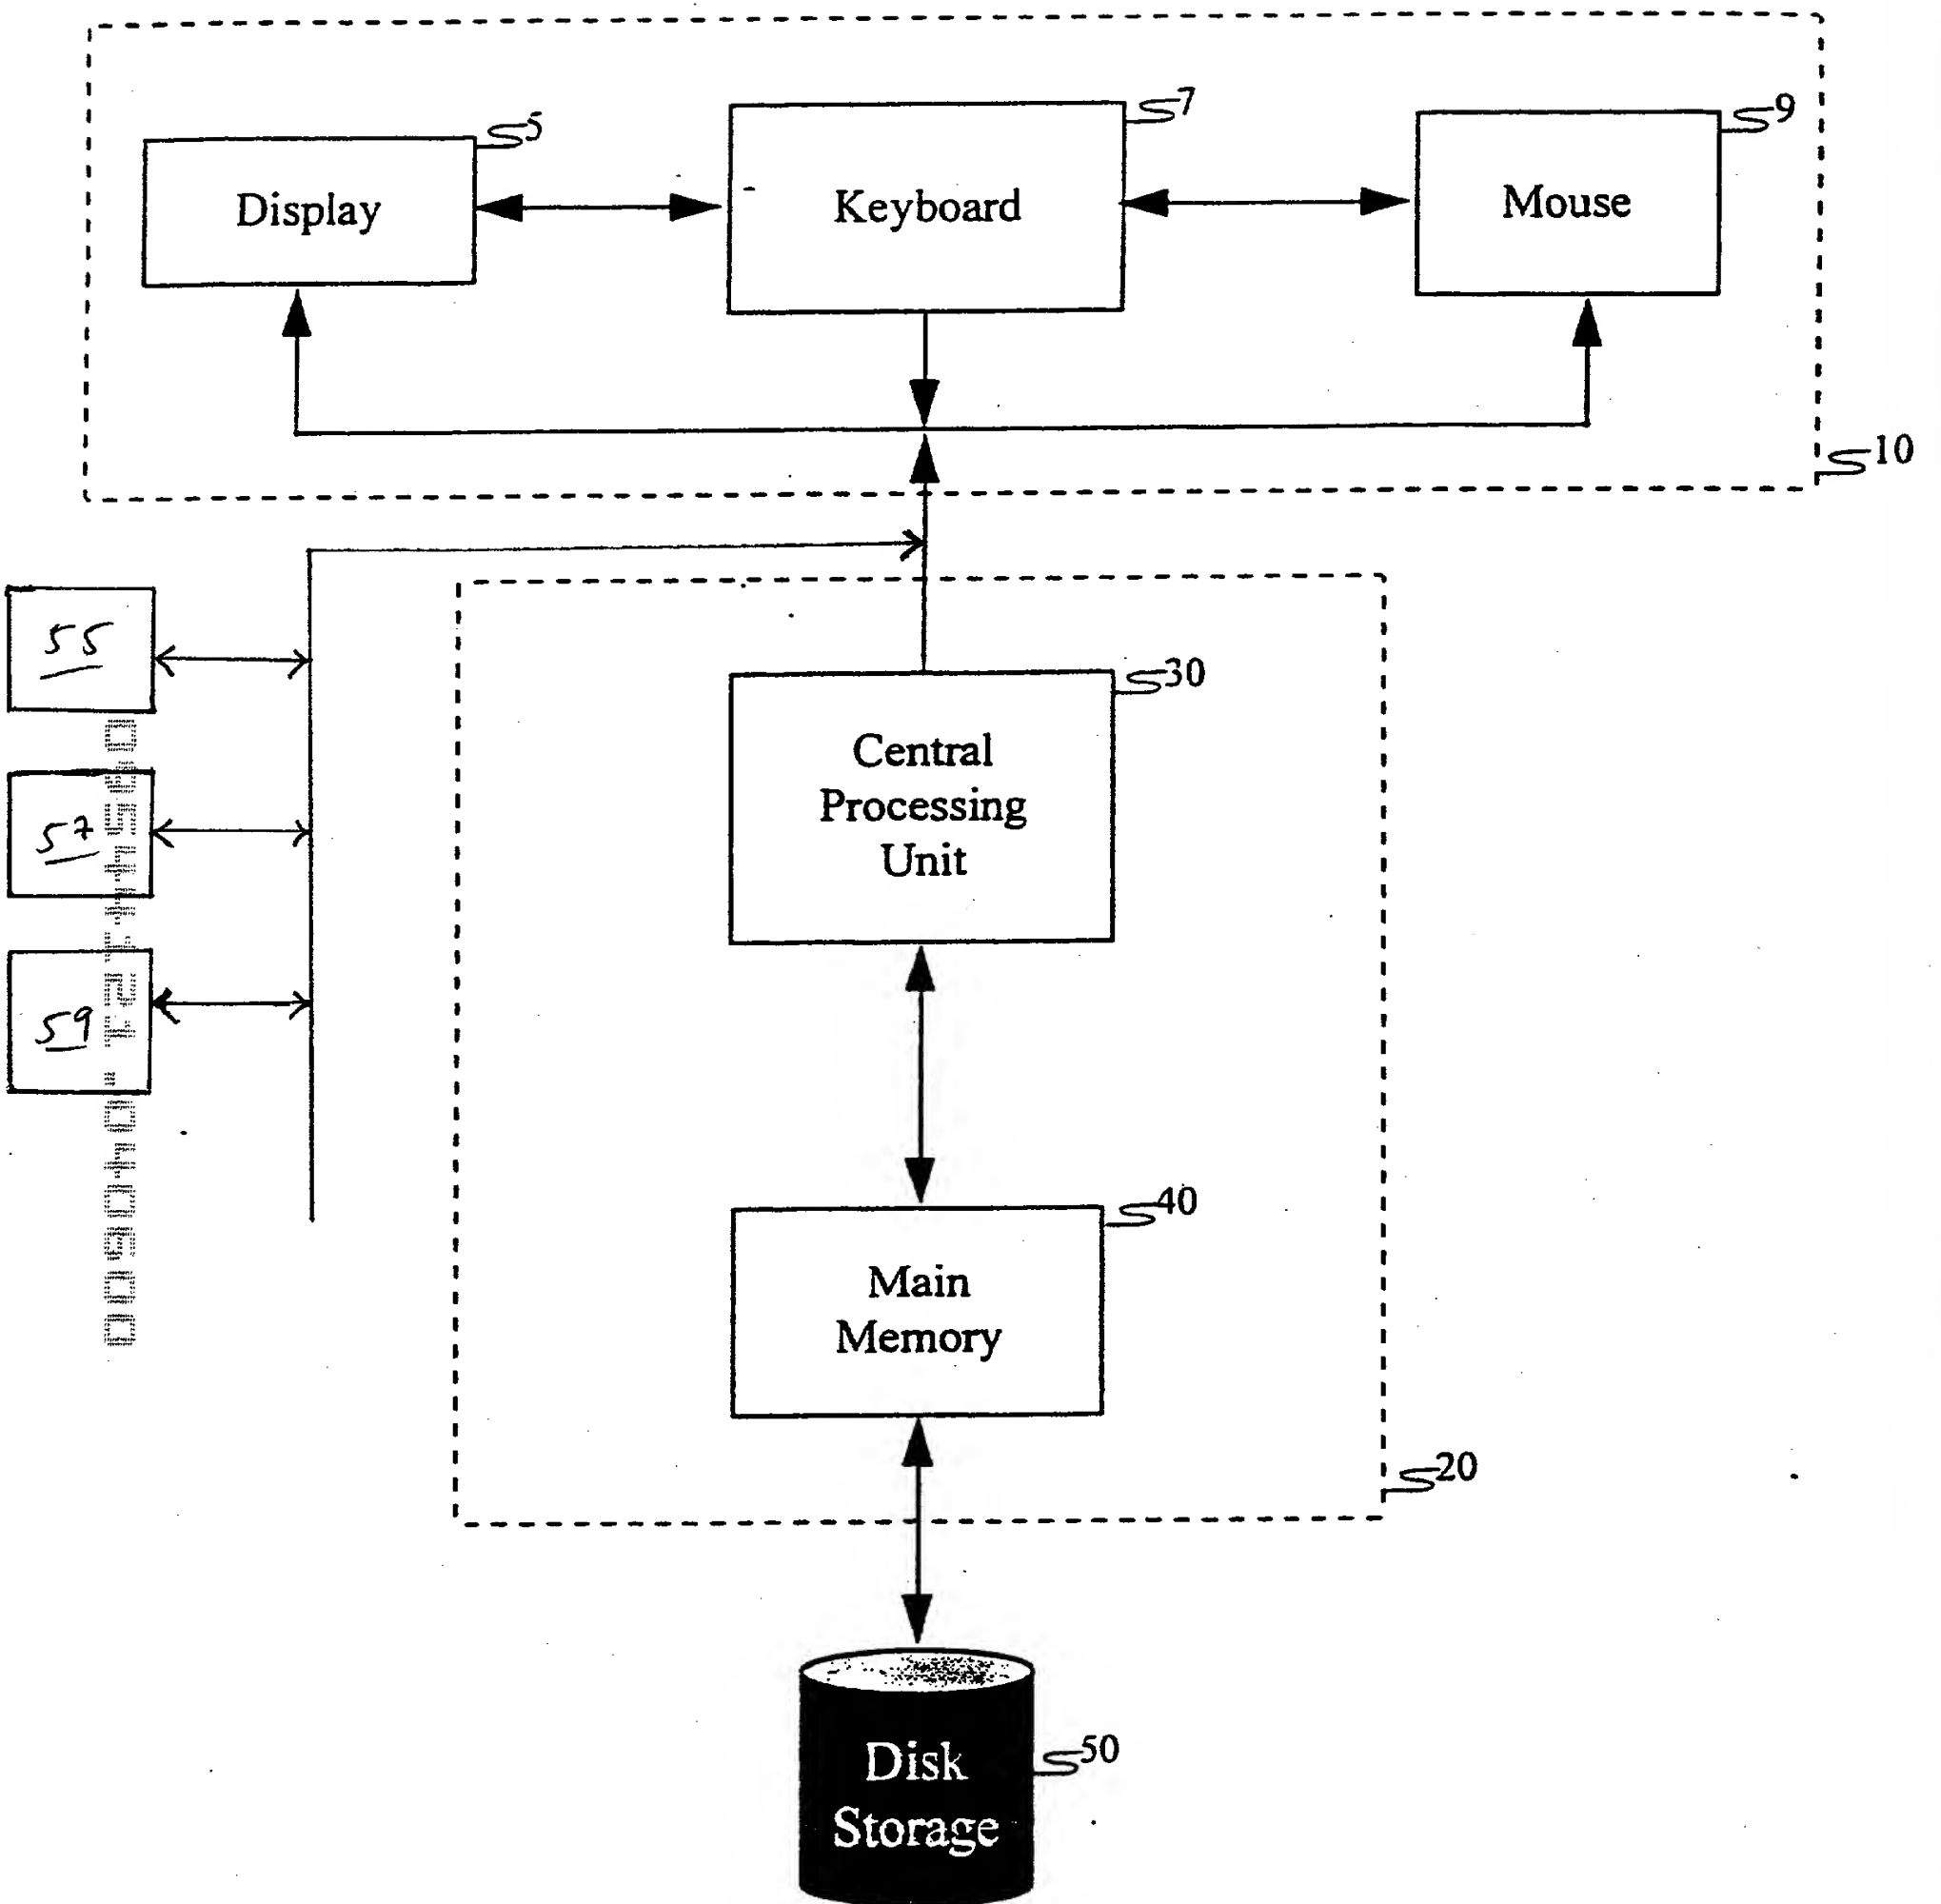 5
7
9
Display
Keyboard
Mouse
10
55
57
59
30
Central
Processing
Unit
40
Main
Memory
20
50
Disk
Storage